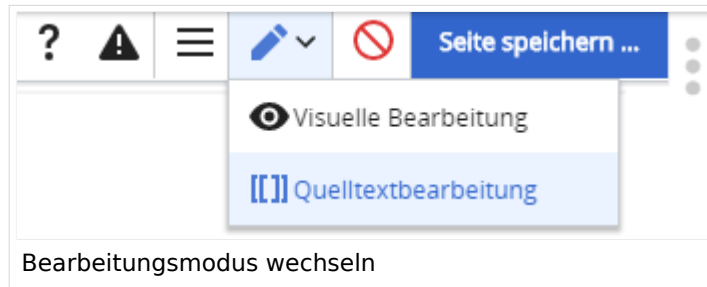 ? Seite speichern ...
Visuelle Bearbeitung
[[]] Quelltextbearbeitung
Bearbeitungsmodus wechseln